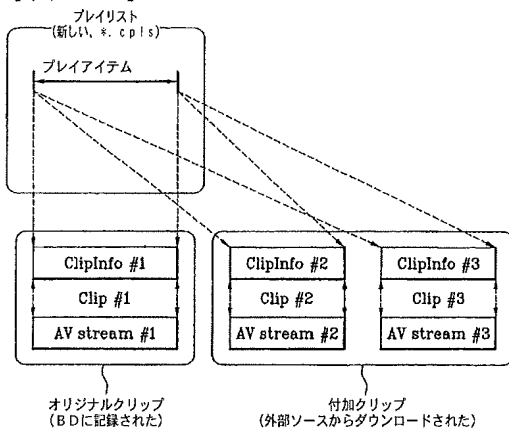 プレイリスト
(新しい、*.cpls)
プレイアイテム
ClipInfo #1
Clip #1
AV stream #1
ClipInfo #2
Clip #2
AV stream #2
ClipInfo #3
Clip #3
AV stream #3
オリジナルクリップ
(BDに記録された)
付加クリップ
(外部ソースからダウンロードされた)